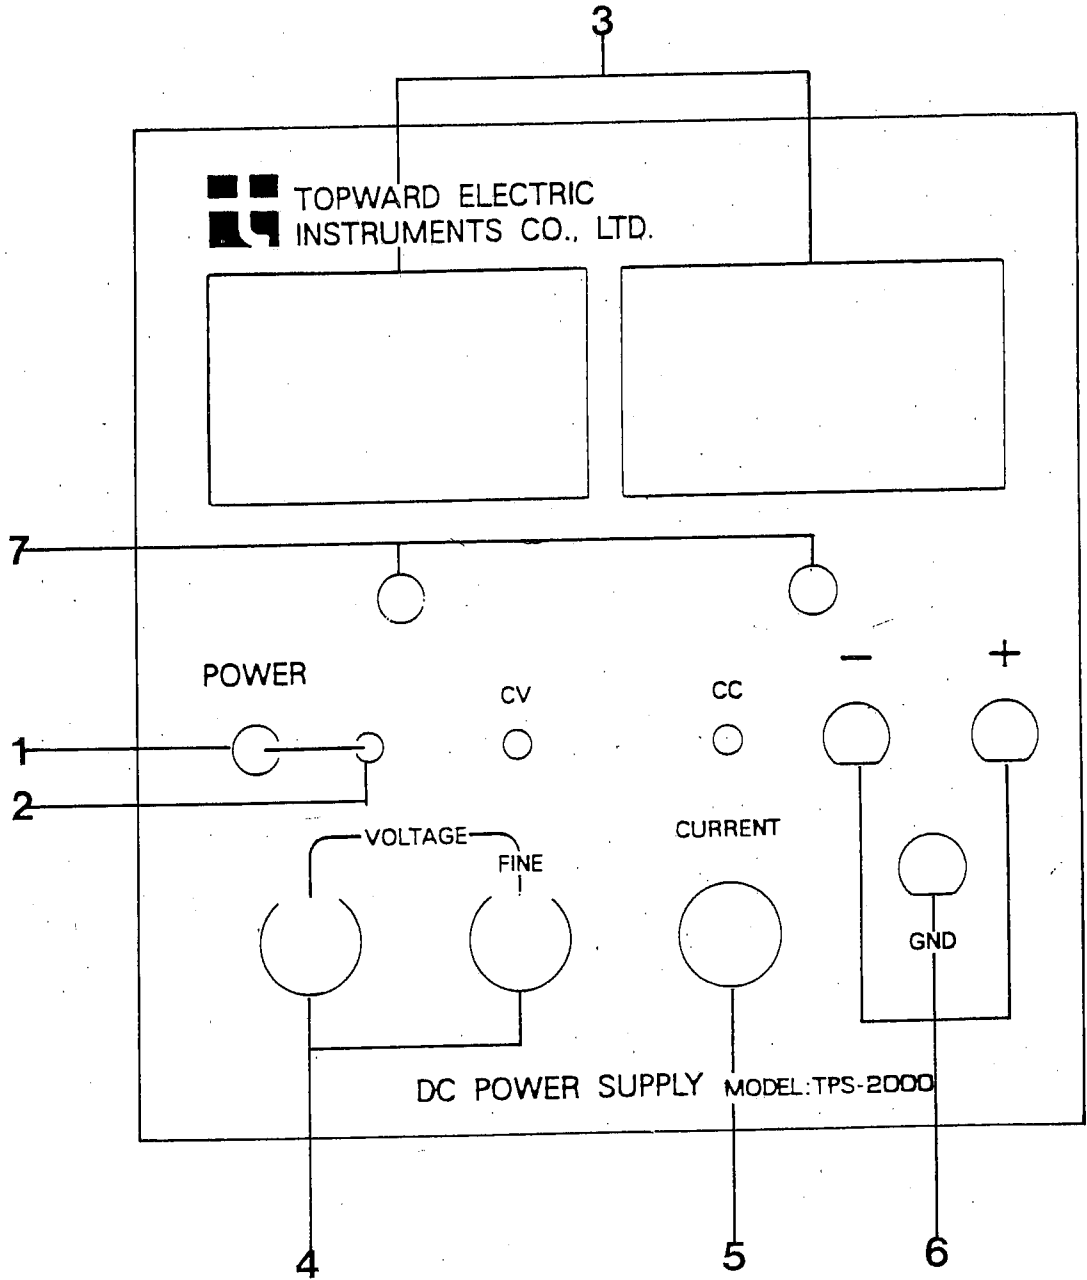 3
TOPWARD ELECTRIC
INSTRUMENTS CO., LTD.
7
− +
POWER
CV
CC
1
2
VOLTAGE
FINE
CURRENT
GND
DC POWER SUPPLY MODEL:TPS-2000
4
5
6